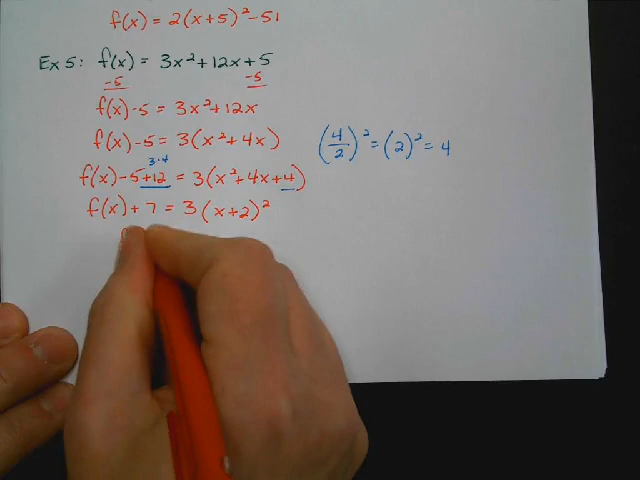 f(x) = 2(x+5)² - 51
Ex 5: f(x) = 3x² + 12x + 5
-5 -5
f(x) - 5 = 3x² + 12x
f(x) - 5 = 3(x² + 4x) (4/2)² = (2)² = 4
3·4
f(x) - 5 + 12 = 3(x² + 4x + 4)
f(x) + 7 = 3(x+2)²